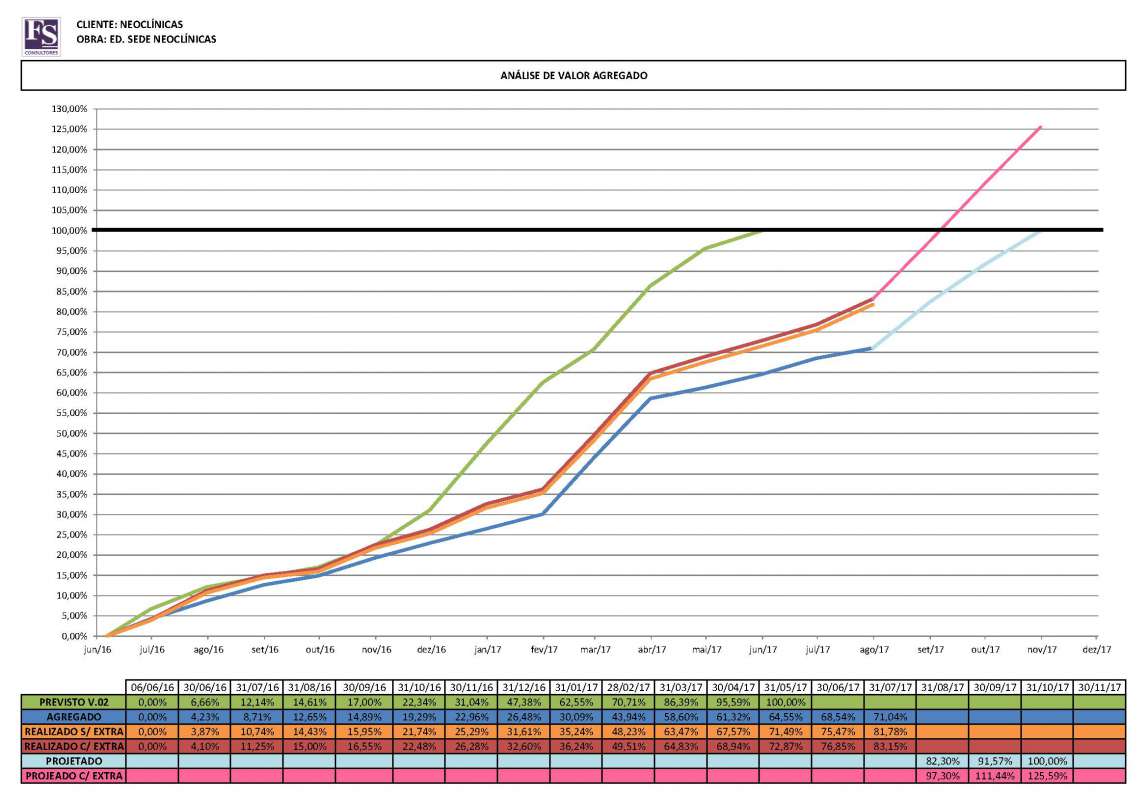 FS
CONSULTORES
CLIENTE: NEOCLÍNICAS
OBRA: ED. SEDE NEOCLÍNICAS
ANÁLISE DE VALOR AGREGADO
130,00%
125,00%
120,00%
115,00%
110,00%
105,00%
100,00%
95,00%
90,00%
85,00%
80,00%
75,00%
70,00%
65,00%
60,00%
55,00%
50,00%
45,00%
40,00%
35,00%
30,00%
25,00%
20,00%
15,00%
10,00%
5,00%
0,00%
jun/16 jul/16 ago/16 set/16 out/16 nov/16 dez/16 jan/17 fev/17 mar/17 abr/17 mai/17 jun/17 jul/17 ago/17 set/17 out/17 nov/17 dez/17
06/06/16 30/06/16 31/07/16 31/08/16 30/09/16 31/10/16 30/11/16 31/12/16 31/01/17 28/02/17 31/03/17 30/04/17 31/05/17 30/06/17 31/07/17 31/08/17 30/09/17 31/10/17 30/11/17
PREVISTO V.02 0,00% 6,66% 12,14% 14,61% 17,00% 22,34% 31,04% 47,38% 62,55% 70,71% 86,39% 95,59% 100,00%
AGREGADO 0,00% 4,23% 8,71% 12,65% 14,89% 19,29% 22,96% 26,48% 30,09% 43,94% 58,60% 61,32% 64,55% 68,54% 71,04%
REALIZADO S/ EXTRA 0,00% 3,87% 10,74% 14,43% 15,95% 21,74% 25,29% 31,61% 35,24% 48,23% 63,47% 67,57% 71,49% 75,47% 81,78%
REALIZADO C/ EXTRA 0,00% 4,10% 11,25% 15,00% 16,55% 22,48% 26,28% 32,60% 36,24% 49,51% 64,83% 68,94% 72,87% 76,85% 83,15%
PROJETADO 82,30% 91,57% 100,00%
PROJEADO C/ EXTRA 97,30% 111,44% 125,59%